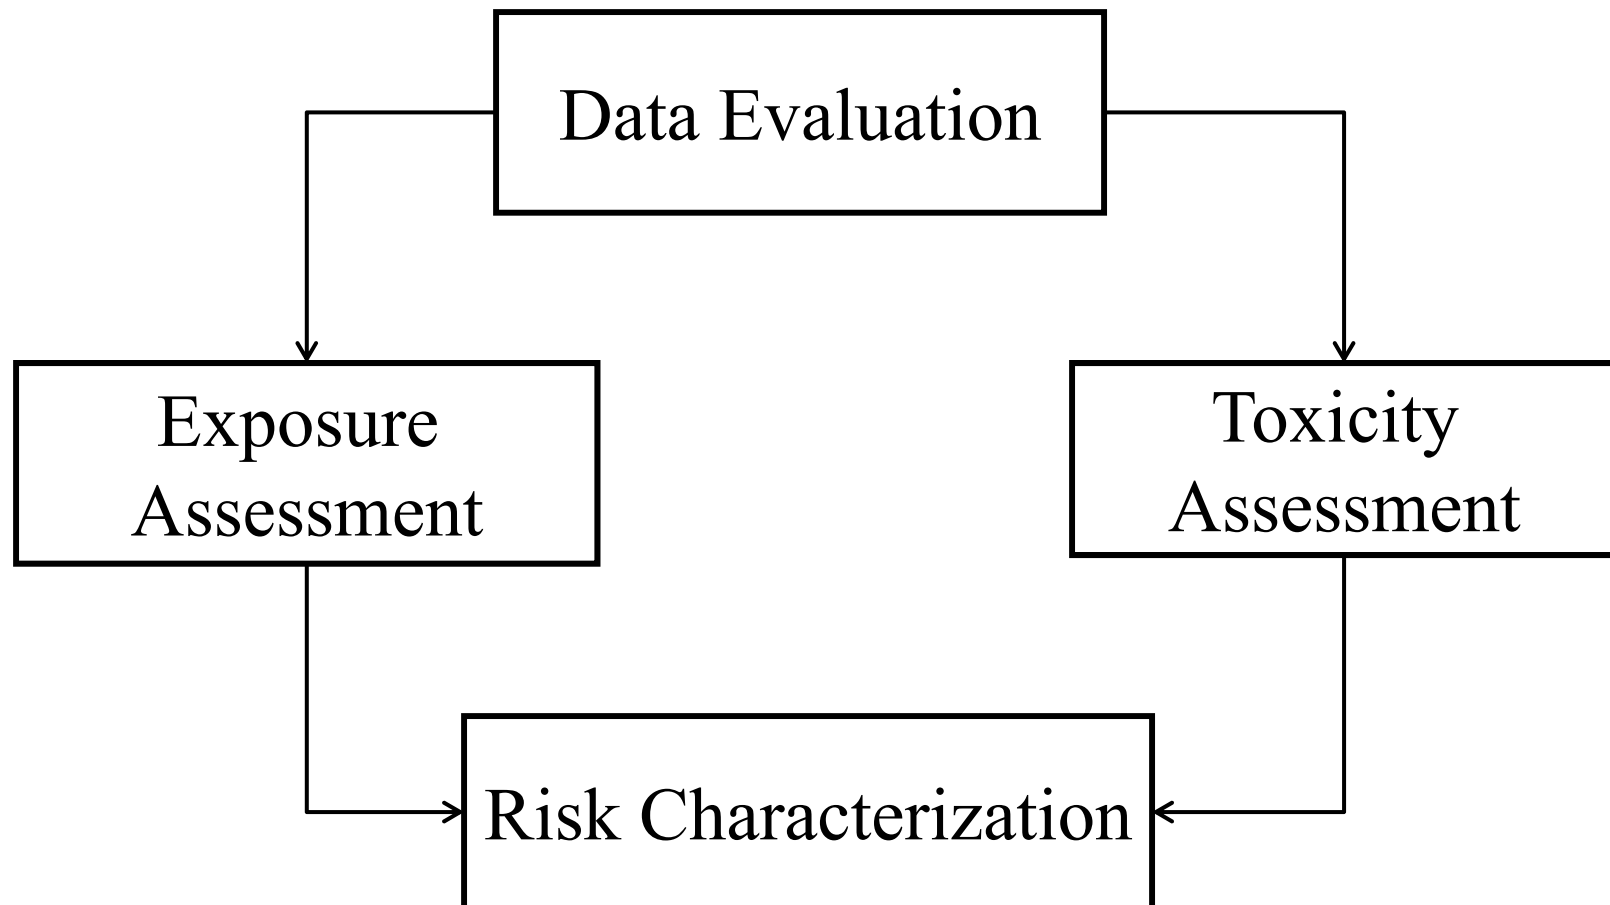 Data Evaluation
Exposure
Assessment
Toxicity
Assessment
Risk Characterization